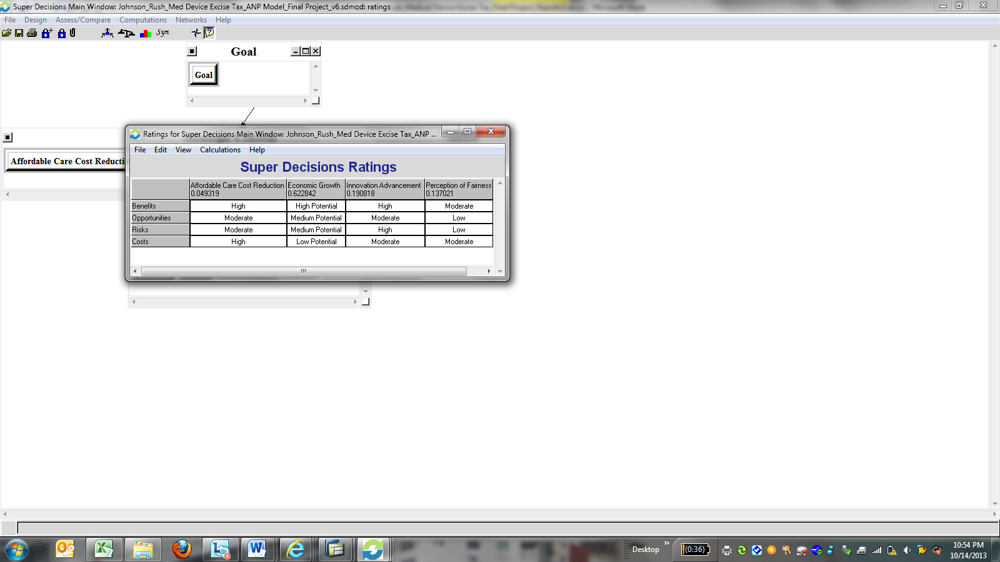 Super Decisions Main Window: Johnson_Rush_Med Device Excise Tax_ANP Model_Final Project_v6.sdmod: ratings
File Design Assess/Compare Computations Networks Help
Syn
Goal
Goal
Affordable Care Cost Reducti
Ratings for Super Decisions Main Window: Johnson_Rush_Med Device Excise Tax_ANP ...
File Edit View Calculations Help
Super Decisions Ratings
Affordable Care Cost Reduction Economic Growth Innovation Advancement Perception of Fairness
0.049319 0.622842 0.190818 0.137021
Benefits High High Potential High Moderate
Opportunities Moderate Medium Potential Moderate Low
Risks Moderate Medium Potential High Low
Costs High Low Potential Moderate Moderate
Desktop
(0:36)
10:54 PM
10/14/2013